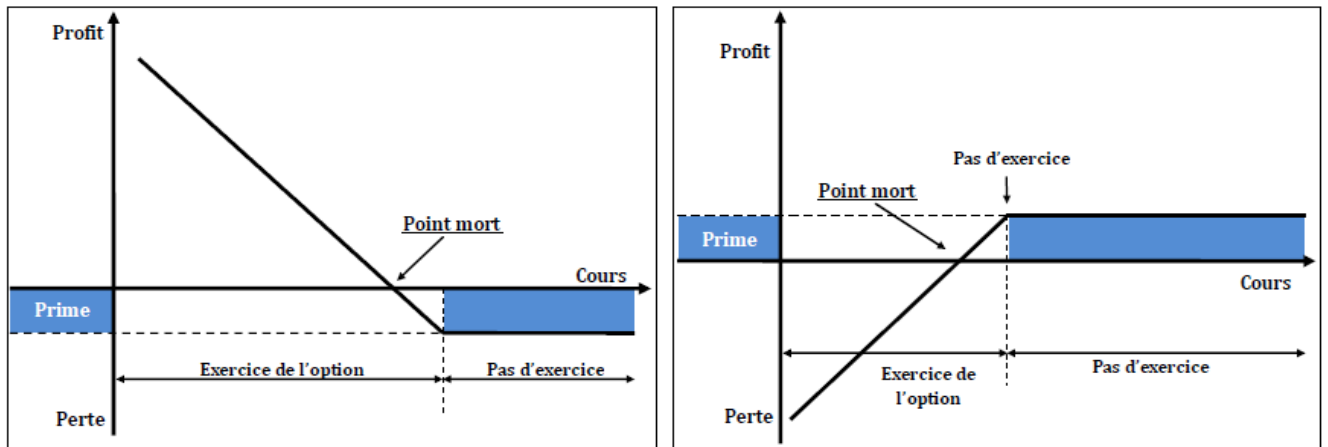 Profit
Point mort
Cours
Prime
Exercice de l'option
Pas d'exercice
Perte
Profit
Pas d'exercice
Point mort
Prime
Cours
Exercice de
l'option
Pas d'exercice
Perte